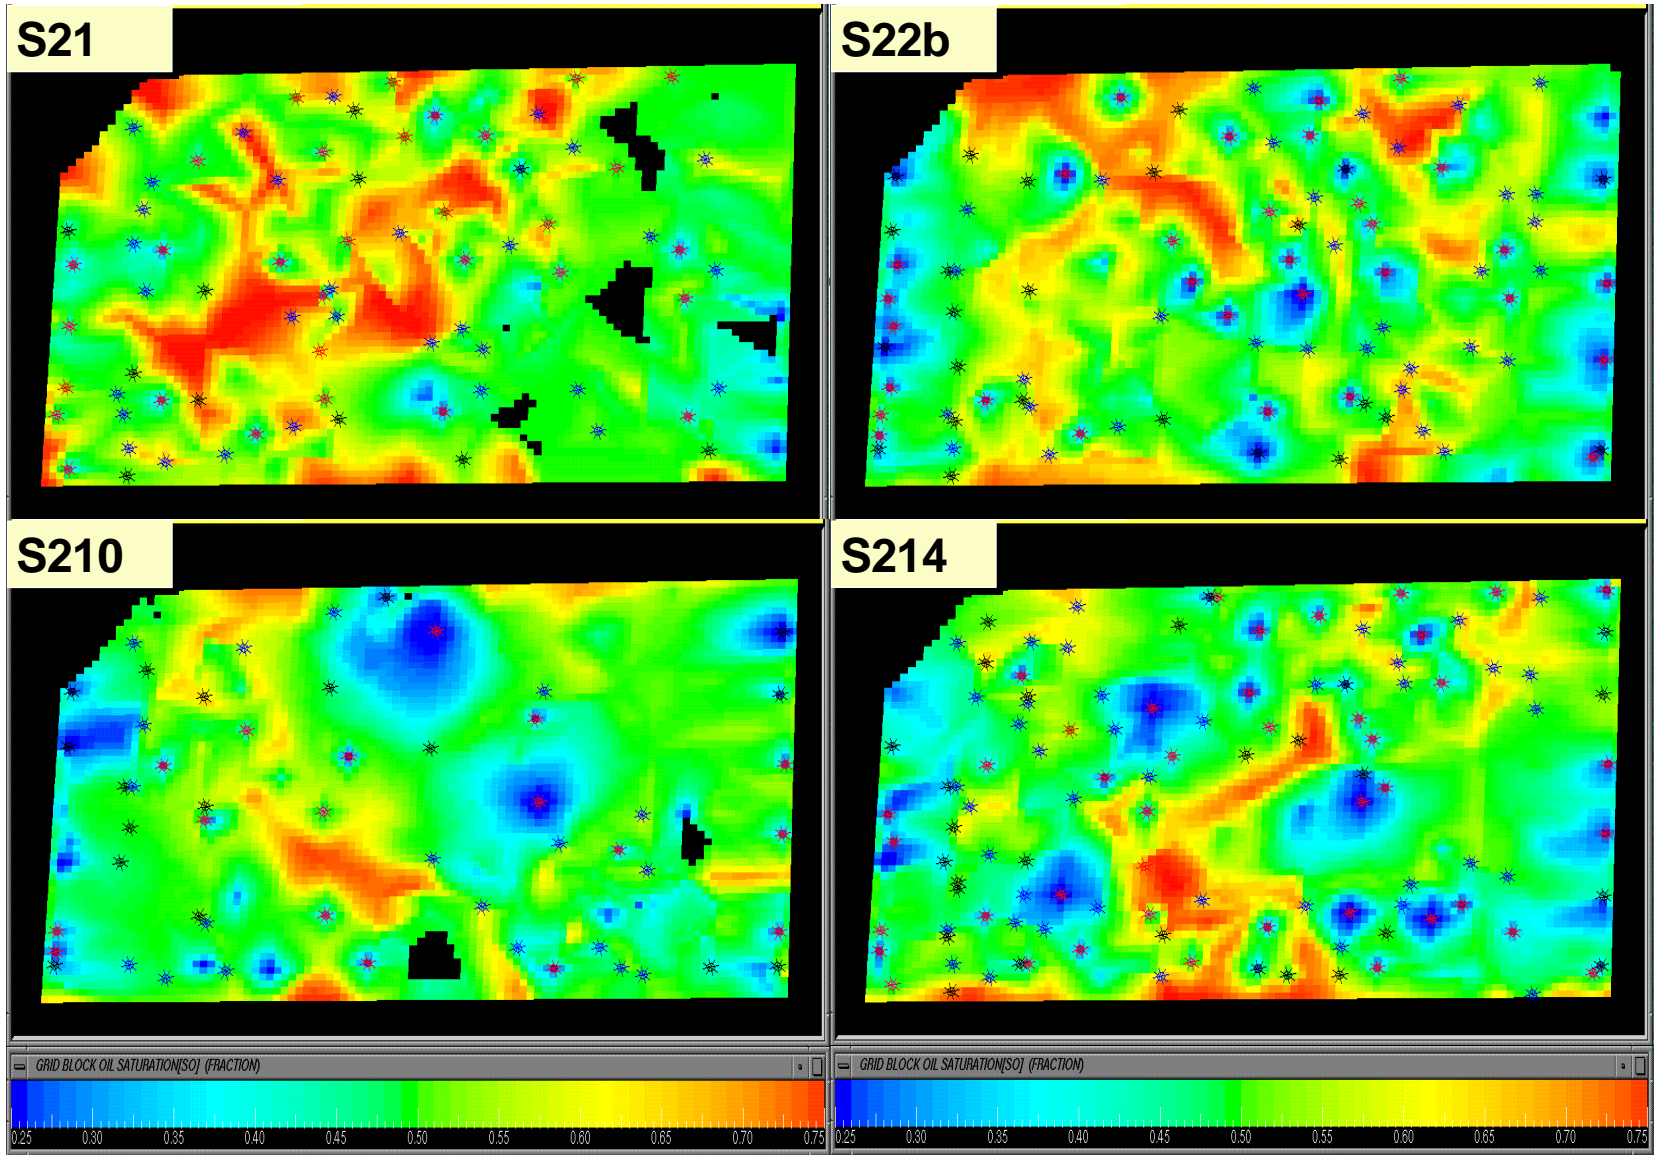 S21
S22b
S210
S214
GRID BLOCK OIL SATURATION[SO] (FRACTION)
0.25 0.30 0.35 0.40 0.45 0.50 0.55 0.60 0.65 0.70 0.75
GRID BLOCK OIL SATURATION[SO] (FRACTION)
0.25 0.30 0.35 0.40 0.45 0.50 0.55 0.60 0.65 0.70 0.75